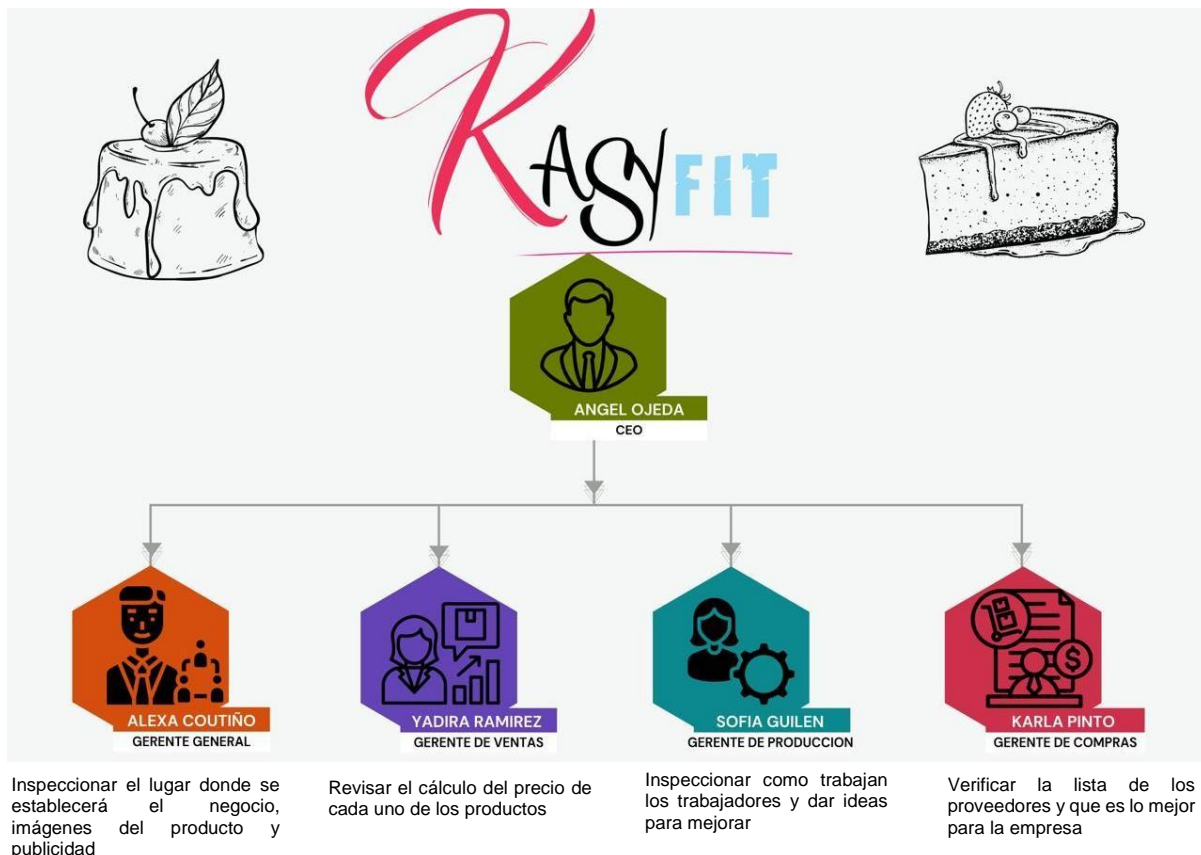 KASY FIT
ANGEL OJEDA
CEO
ALEXA COUTIÑO
GERENTE GENERAL
YADIRA RAMIREZ
GERENTE DE VENTAS
SOFIA GUILEN
GERENTE DE PRODUCCION
KARLA PINTO
GERENTE DE COMPRAS
$
Inspeccionar el lugar donde se
establecerá el negocio,
imágenes del producto y
publicidad
Revisar el cálculo del precio de
cada uno de los productos
Inspeccionar como trabajan
los trabajadores y dar ideas
para mejorar
Verificar la lista de los
proveedores y que es lo mejor
para la empresa